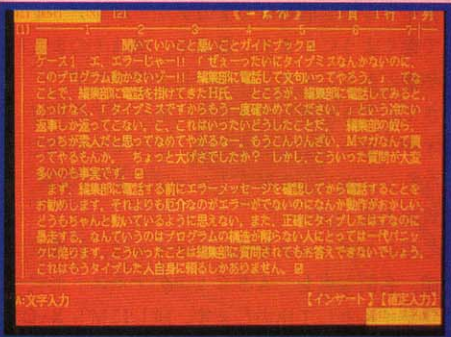 1頁 1行 1列
聞いていいこと悪いことガイドブック
ケース1 エ、エラーじゃー!! 「ぜぇーったいにタイプミスなんかないのに、
このプログラム動かないゾー!! 編集部に電話して文句いってやろう。」 てな
ことで、編集部に電話を掛けてきたH氏。 ところが、編集部に電話してみると、
あっけなく、「タイプミスですからもう一度確かめてください。」という冷たい
返事しか返ってこない。こ、これはいったいどうしたことだ。 編集部の奴ら、
こっちが素人だと思ってなめてやがるなー。もうこんりんざい、Mマガなんて買
ってやるもんか。 ちょっと大げさでしたか? しかし、こういった質問が大変
多いのも事実です。
まず、編集部に電話する前にエラーメッセージを確認してから電話することを
お勧めします。それよりも厄介なのがエラーがでないのになんか動作がおかしい、
どうもちゃんと動いているように思えない。また、正確にタイプしたはずなのに
暴走する。なんていうのはプログラムの構造が解らない人にとっては一代パニッ
クに陥ります。こういったことは編集部に質問されてもお答えできないでしょう。
これはもうタイプした人自身に頼るしかありません。
A:文字入力 【インサート】【直正入力】